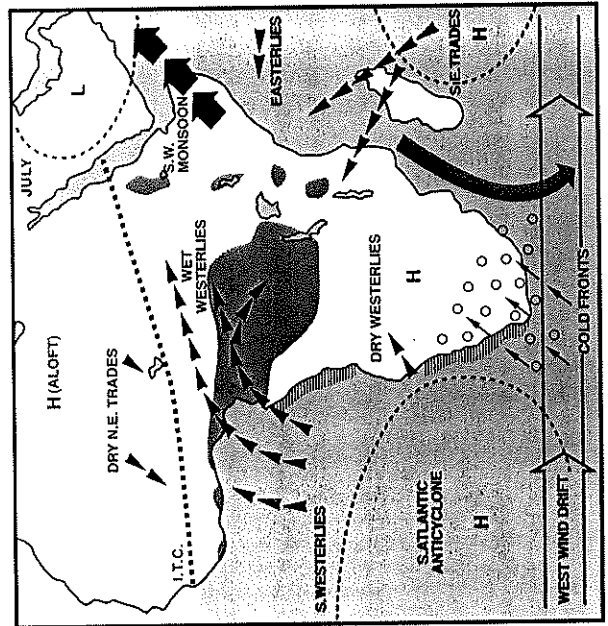 JULY
L
H (ALOFT)
DRY N.E. TRADES
I.T.C.
S.W.
MONSOON
WET
WESTERLIES
EASTERLIES
S.E. TRADES
H
DRY WESTERLIES
H
S.WESTERLIES
S.ATLANTIC
ANTICYCLONE
H
WEST WIND DRIFT
COLD FRONTS